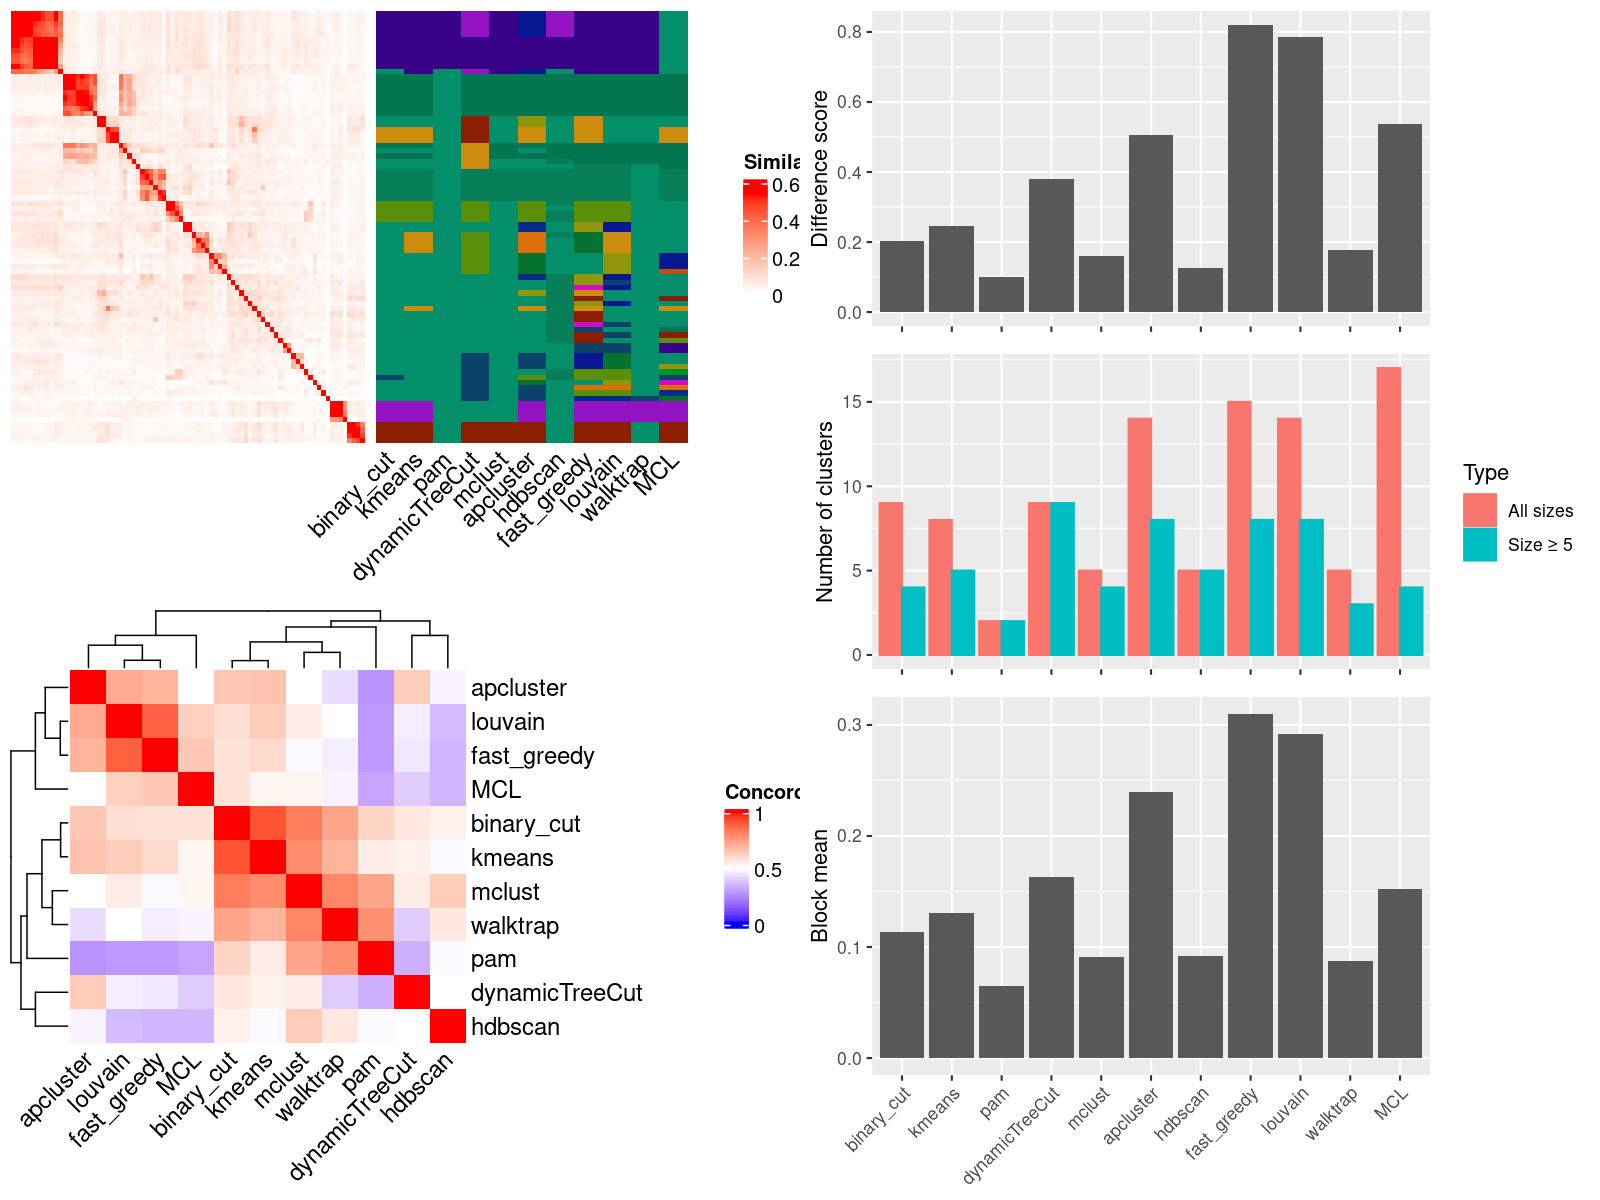 Simila
0.6
0.4
0.2
0
binary_cut
kmeans
pam
dynamicTreeCut
mclust
apcluster
hdbscan
fast_greedy
louvain
walktrap
MCL
apcluster
louvain
fast_greedy
MCL
binary_cut
kmeans
mclust
walktrap
pam
dynamicTreeCut
hdbscan
apcluster
louvain
fast_greedy
MCL
binary_cut
kmeans
mclust
walktrap
pam
dynamicTreeCut
hdbscan
Concord
1
0.5
0
Difference score
0.8
0.6
0.4
0.2
0.0
Number of clusters
15
10
5
0
Type
All sizes
Size ≥ 5
Block mean
0.3
0.2
0.1
0.0
binary_cut
kmeans
pam
dynamicTreeCut
mclust
apcluster
hdbscan
fast_greedy
louvain
walktrap
MCL